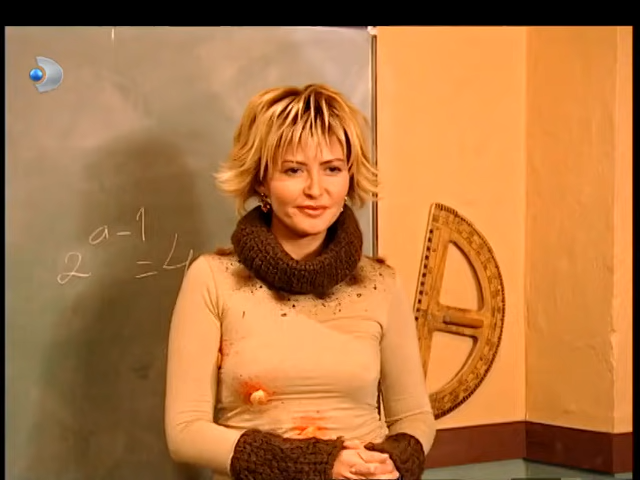 2^{a-1} = 4